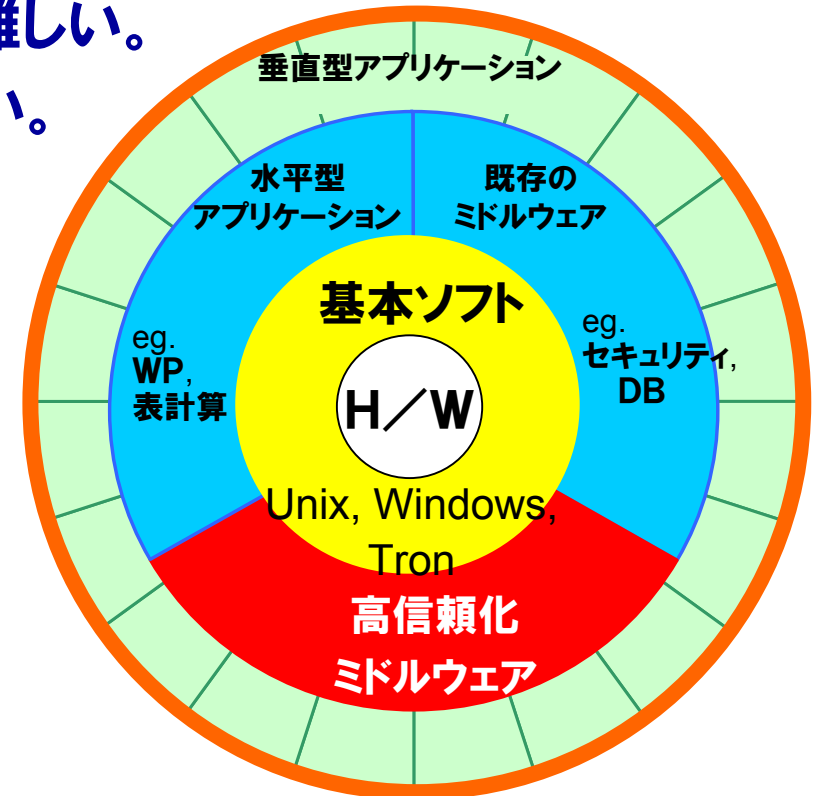 難しい。
い。
垂直型アプリケーション
水平型
アプリケーション
既存の
ミドルウェア
基本ソフト
eg.
WP,
表計算
eg.
セキュリティ,
DB
H／W
Unix, Windows,
Tron
高信頼化
ミドルウェア